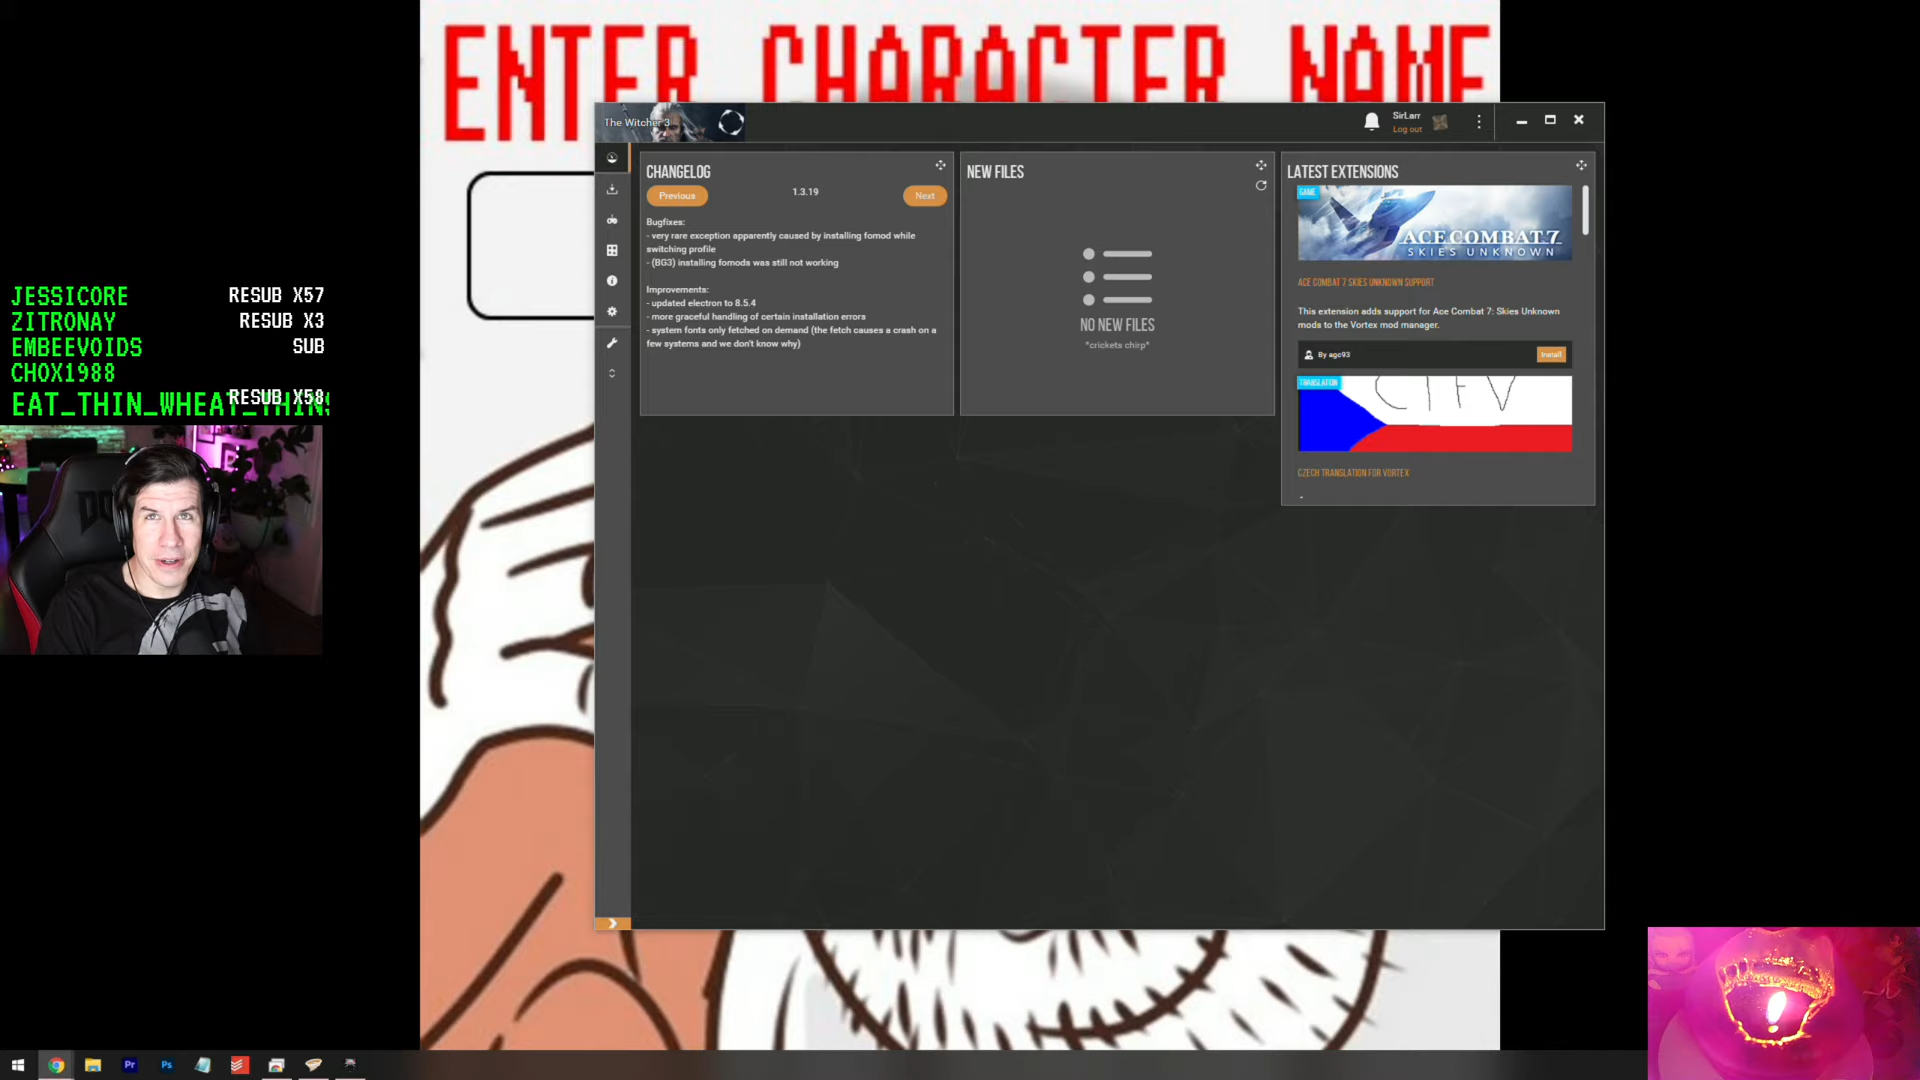 ENTER CHARACTER NAME
The Witcher 3
SirLarr
Log out
CHANGELOG
Previous
1.3.19
Next
Bugfixes:
- very rare exception apparently caused by installing fomod while
switching profile
- (BG3) installing fomods was still not working
Improvements:
- updated electron to 8.5.4
- more graceful handling of certain installation errors
- system fonts only fetched on demand (the fetch causes a crash on a
few systems and we don't know why)
NEW FILES
NO NEW FILES
*crickets chirp*
LATEST EXTENSIONS
GAME
ACE COMBAT 7
SKIES UNKNOWN
ACE COMBAT 7 SKIES UNKNOWN SUPPORT
This extension adds support for Ace Combat 7: Skies Unknown
mods to the Vortex mod manager.
By agc93
Install
TRANSLATION
CZECH TRANSLATION FOR VORTEX
JESSICORE RESUB X57
ZITRONAY RESUB X3
EMBEEVOIDS SUB
CHOX1988
RESUB X58
EAT_THIN_WHEAT_THINS
Pr
Ps